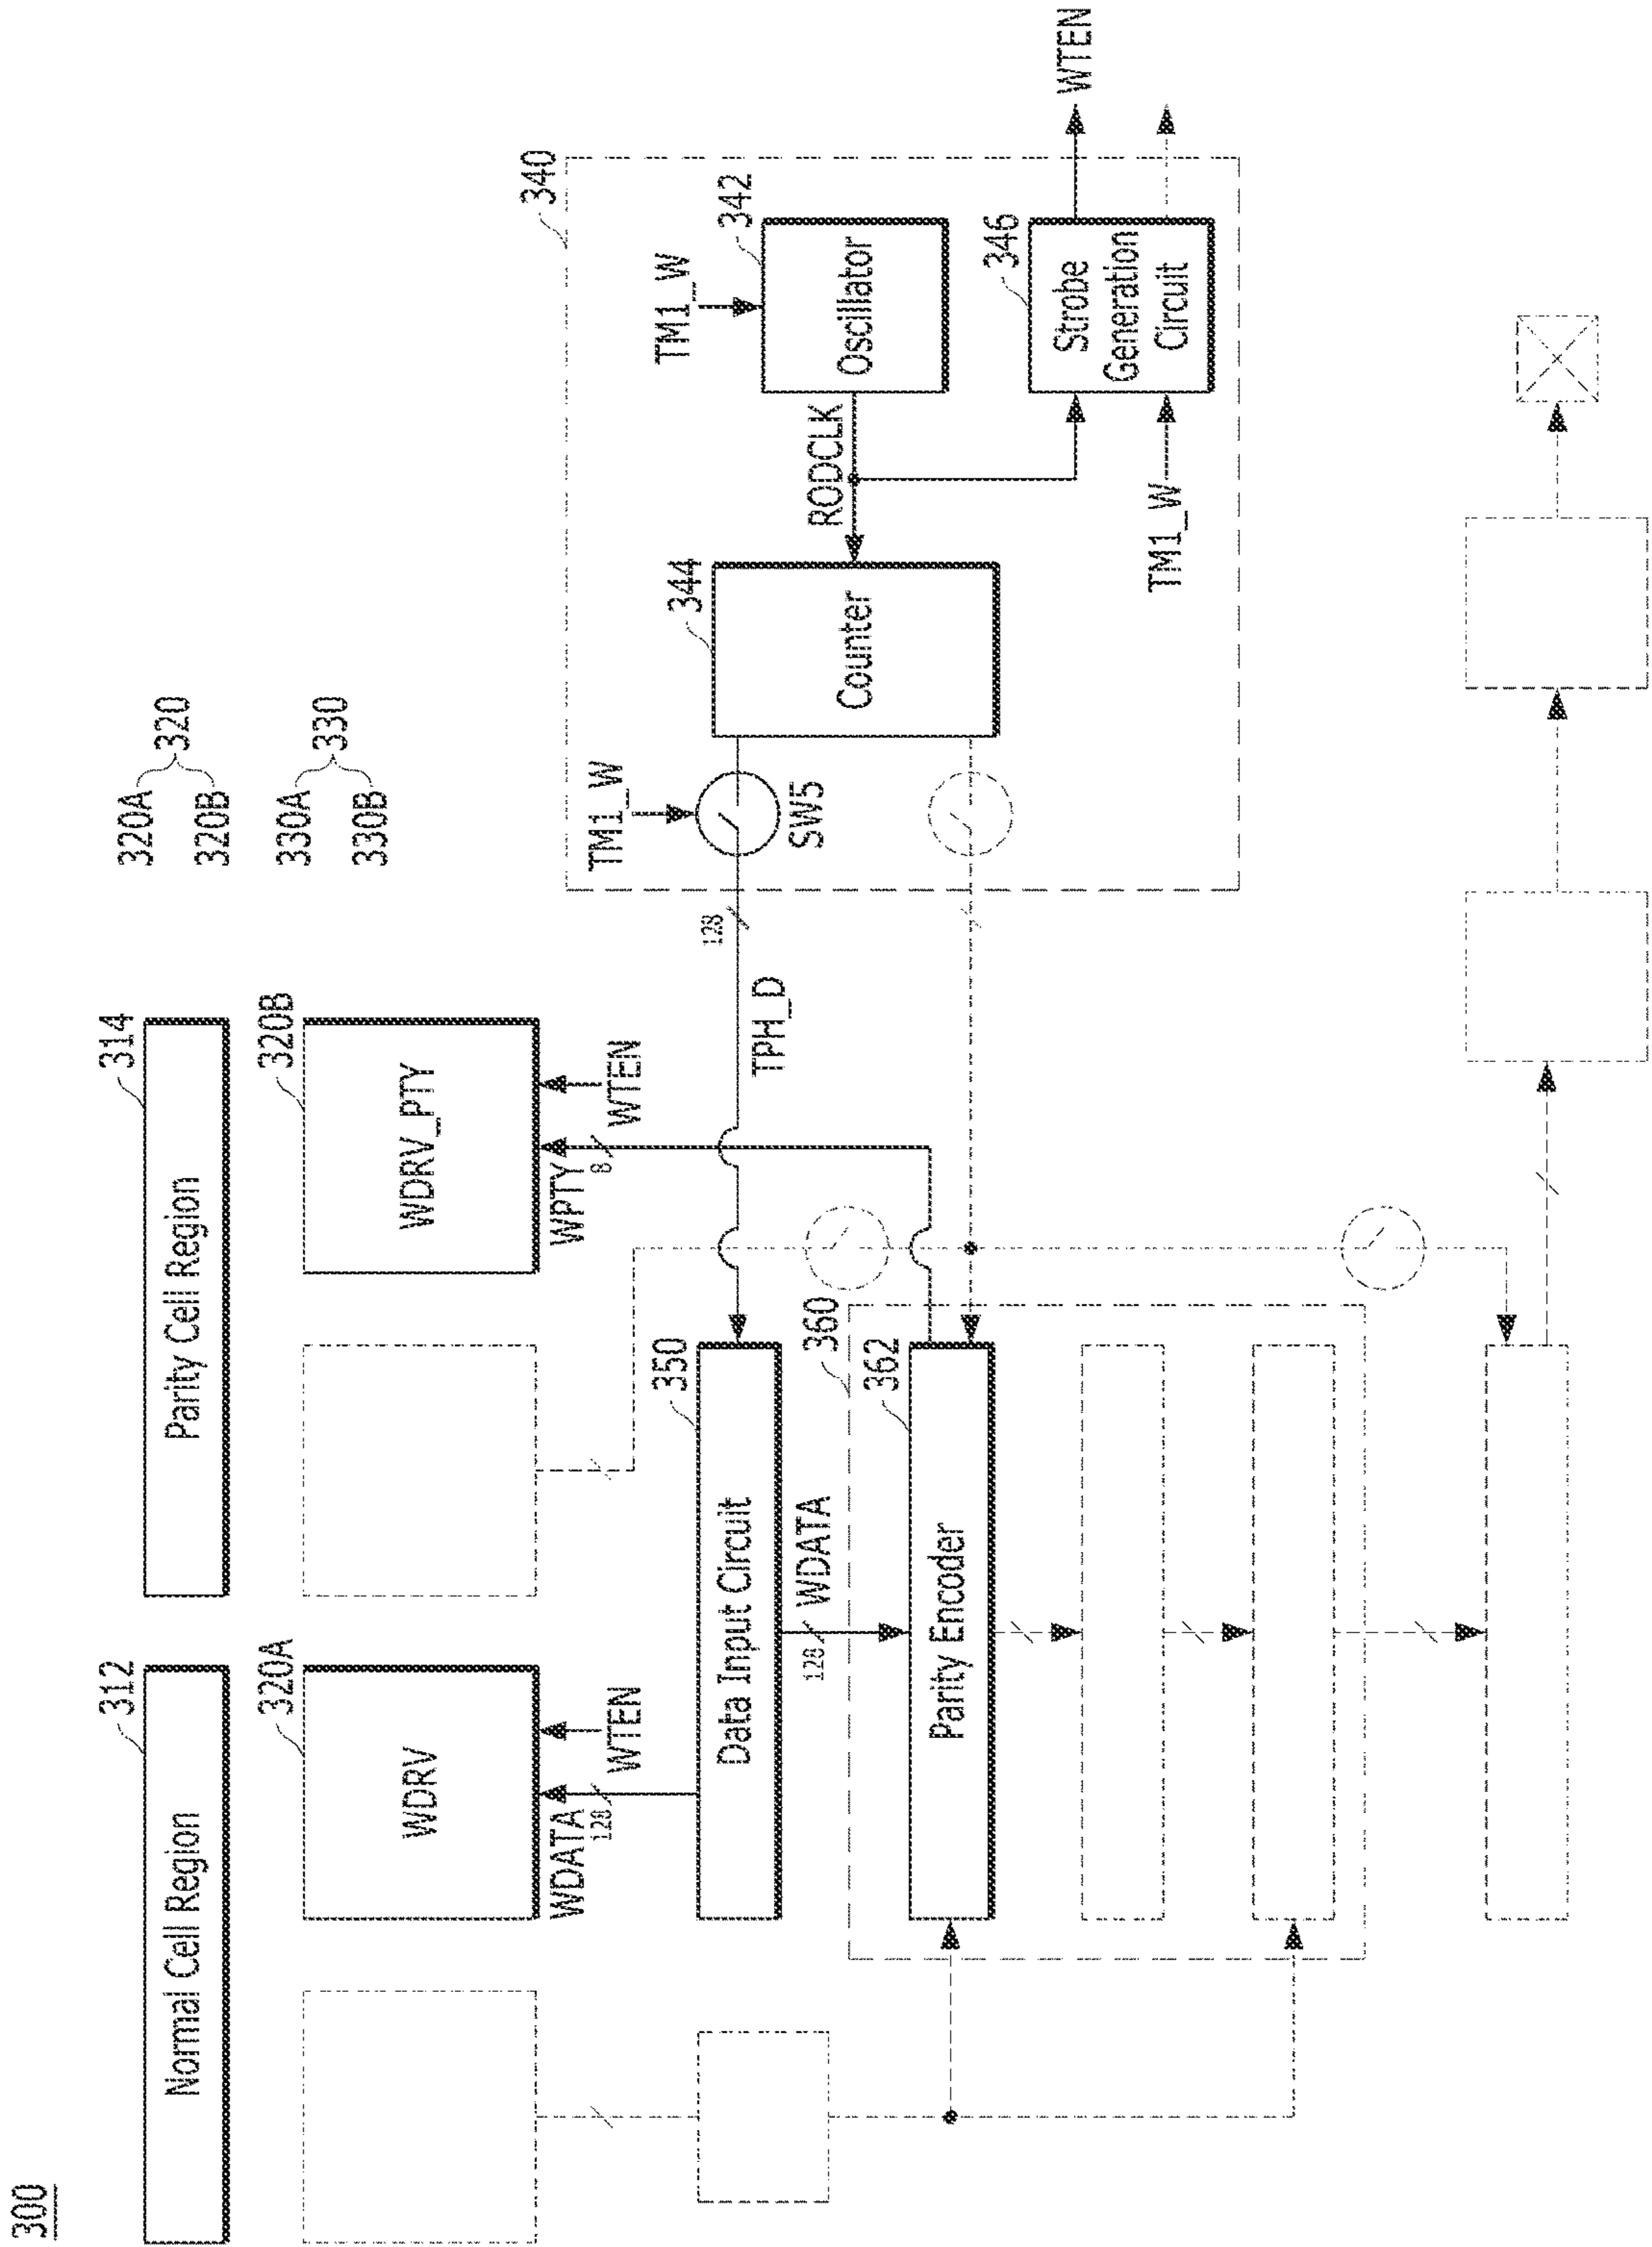 300
312
Normal Cell Region
314
Parity Cell Region
320A
320B
320
330A
330B
330
320A
WDRV
WDATA
128
WTEN
320B
WDRV_PTY
WPTY
8
WTEN
350
Data Input Circuit
128
WDATA
360
362
Parity Encoder
TPH_D
128
340
TM1_W
SW5
344
Counter
RODCLK
TM1_W
342
Oscillator
346
Strobe
Generation
Circuit
TM1_W
WTEN